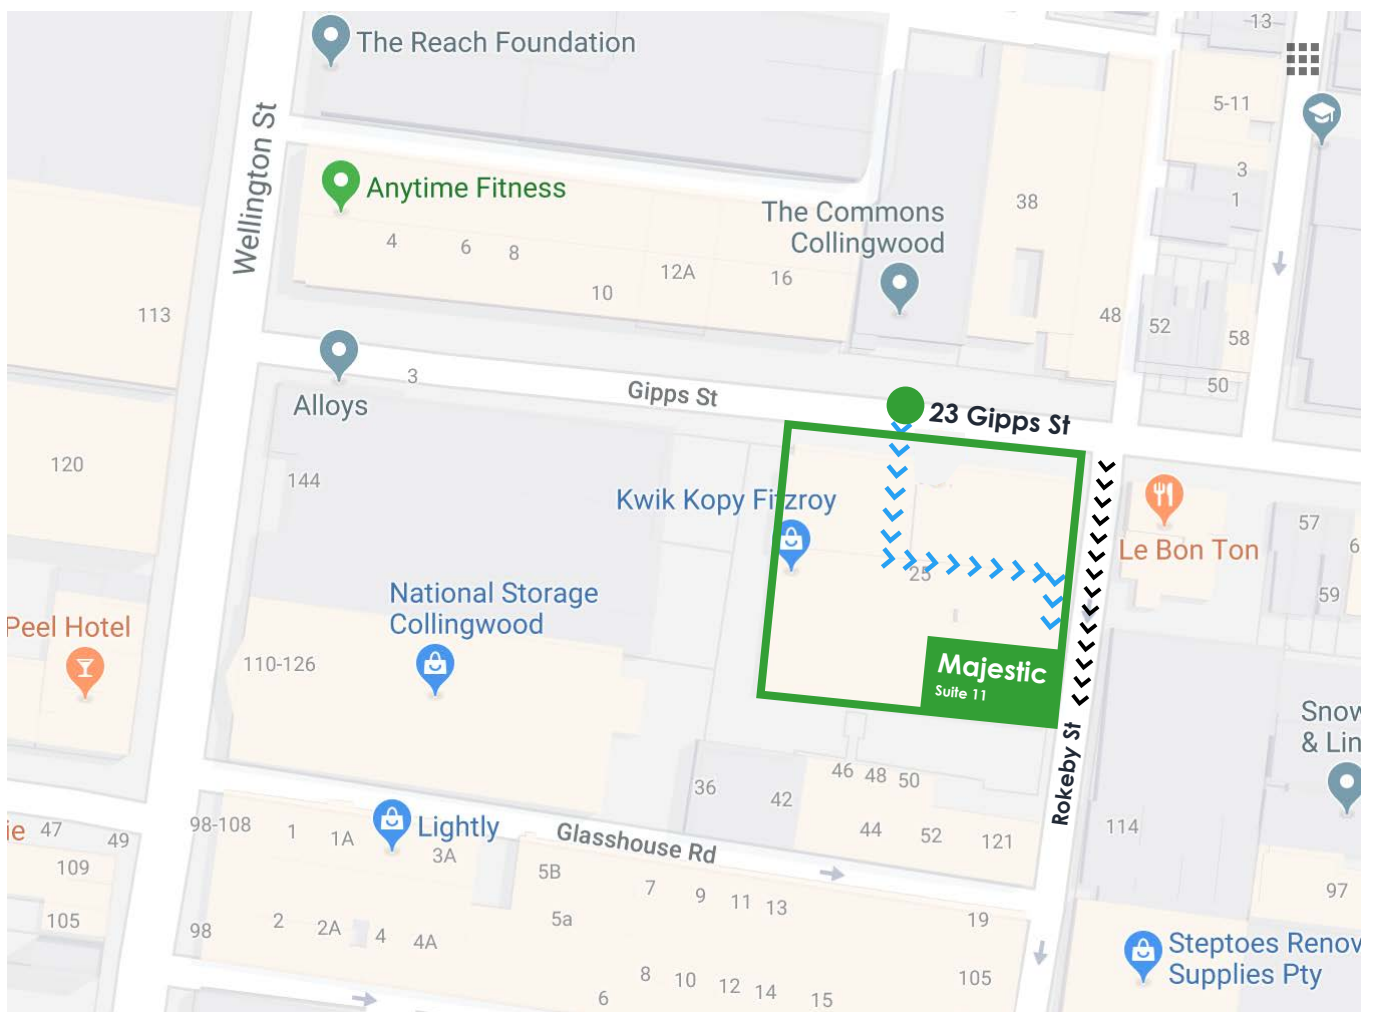 The Reach Foundation
13
5-11
Wellington St
Anytime Fitness
3
1
38
The Commons
Collingwood
4
6
8
12A
16
10
113
48
52
58
50
Alloys
3
Gipps St
23 Gipps St
120
144
Kwik Kopy Fitzroy
Le Bon Ton
57
6
59
25
National Storage
Collingwood
Peel Hotel
110-126
Majestic
Suite 11
Snow
& Lin
Rokeby St
36
42
46
48
50
44
52
121
114
ie
47
49
98-108
1
1A
Lightly
3A
Glasshouse Rd
109
5B
7
9
11
13
97
105
98
2
2A
4
4A
5a
19
Steptoes Renov
Supplies Pty
8
10
12
14
6
15
105